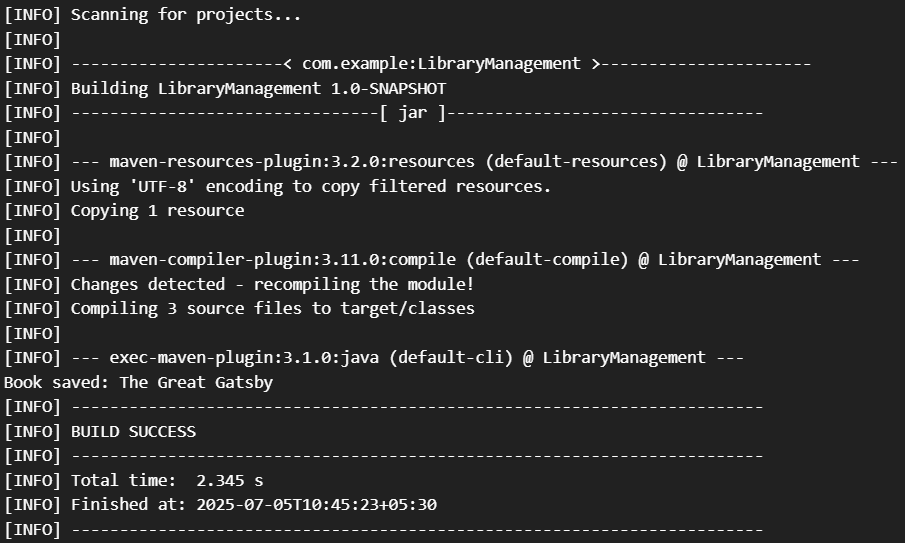 [INFO] Scanning for projects...
[INFO]
[INFO] ----------------------< com.example:LibraryManagement >----------------------
[INFO] Building LibraryManagement 1.0-SNAPSHOT
[INFO] --------------------------------[ jar ]---------------------------------
[INFO]
[INFO] --- maven-resources-plugin:3.2.0:resources (default-resources) @ LibraryManagement ---
[INFO] Using 'UTF-8' encoding to copy filtered resources.
[INFO] Copying 1 resource
[INFO]
[INFO] --- maven-compiler-plugin:3.11.0:compile (default-compile) @ LibraryManagement ---
[INFO] Changes detected - recompiling the module!
[INFO] Compiling 3 source files to target/classes
[INFO]
[INFO] --- exec-maven-plugin:3.1.0:java (default-cli) @ LibraryManagement ---
Book saved: The Great Gatsby
[INFO] ------------------------------------------------------------------------
[INFO] BUILD SUCCESS
[INFO] ------------------------------------------------------------------------
[INFO] Total time:  2.345 s
[INFO] Finished at: 2025-07-05T10:45:23+05:30
[INFO] ------------------------------------------------------------------------